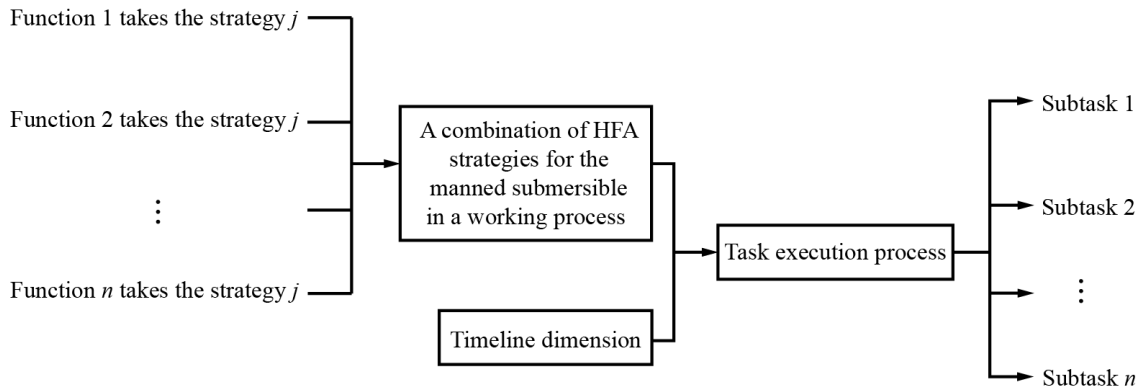 Function 1 takes the strategy j
Function 2 takes the strategy j
⋮
Function n takes the strategy j
A combination of HFA
strategies for the
manned submersible
in a working process
Timeline dimension
Task execution process
Subtask 1
Subtask 2
⋮
Subtask n